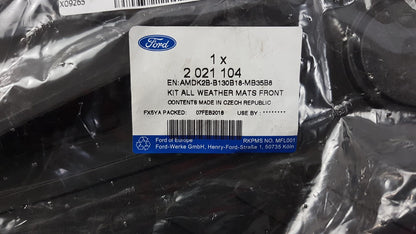 X09265
Ford
1 x
2 021 104
EN: AMDK2B-B130B18-MB35B8
KIT ALL WEATHER MATS FRONT
CONTENTS MADE IN CZECH REPUBLIC
FX5YA PACKED: 07FEB2018 USE BY : ********
Ford of Europe RKPMS NO. MFL001
Ford-Werke GmbH, Henry-Ford-Straße 1, 50735 Köln